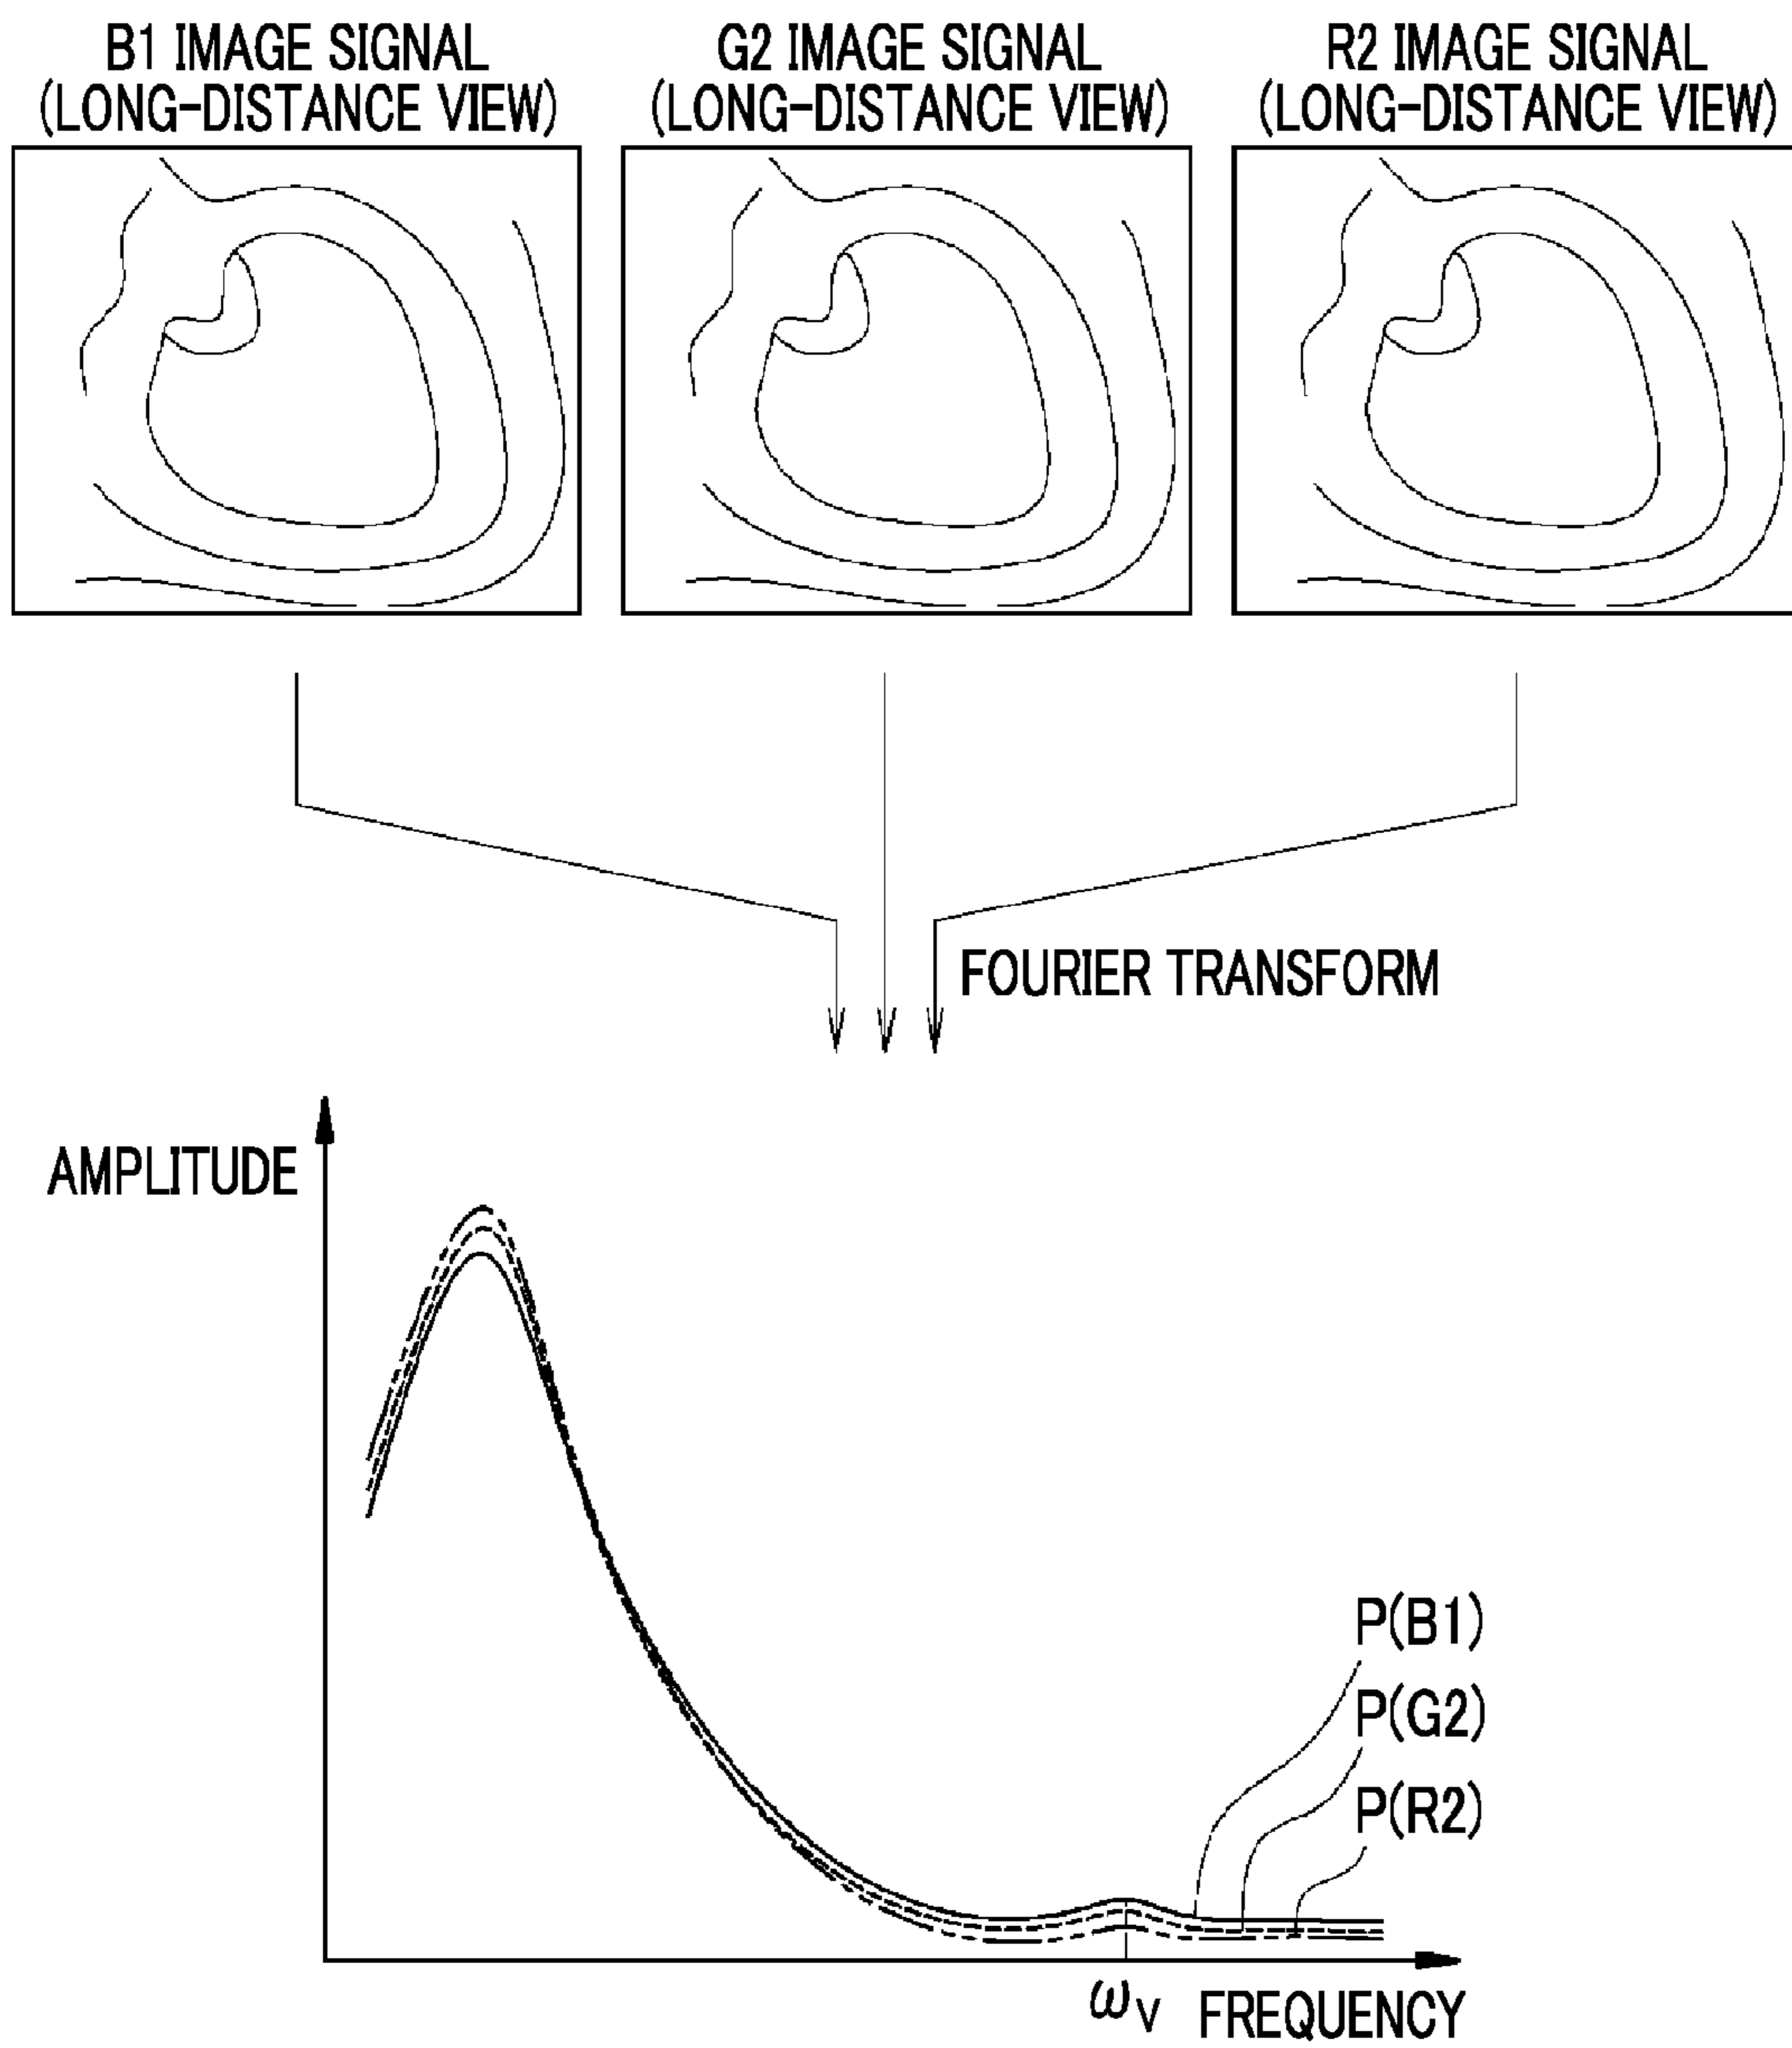 B1 IMAGE SIGNAL
(LONG-DISTANCE VIEW)
G2 IMAGE SIGNAL
(LONG-DISTANCE VIEW)
R2 IMAGE SIGNAL
(LONG-DISTANCE VIEW)
FOURIER TRANSFORM
AMPLITUDE
P(B1)
P(G2)
P(R2)
ωV
FREQUENCY